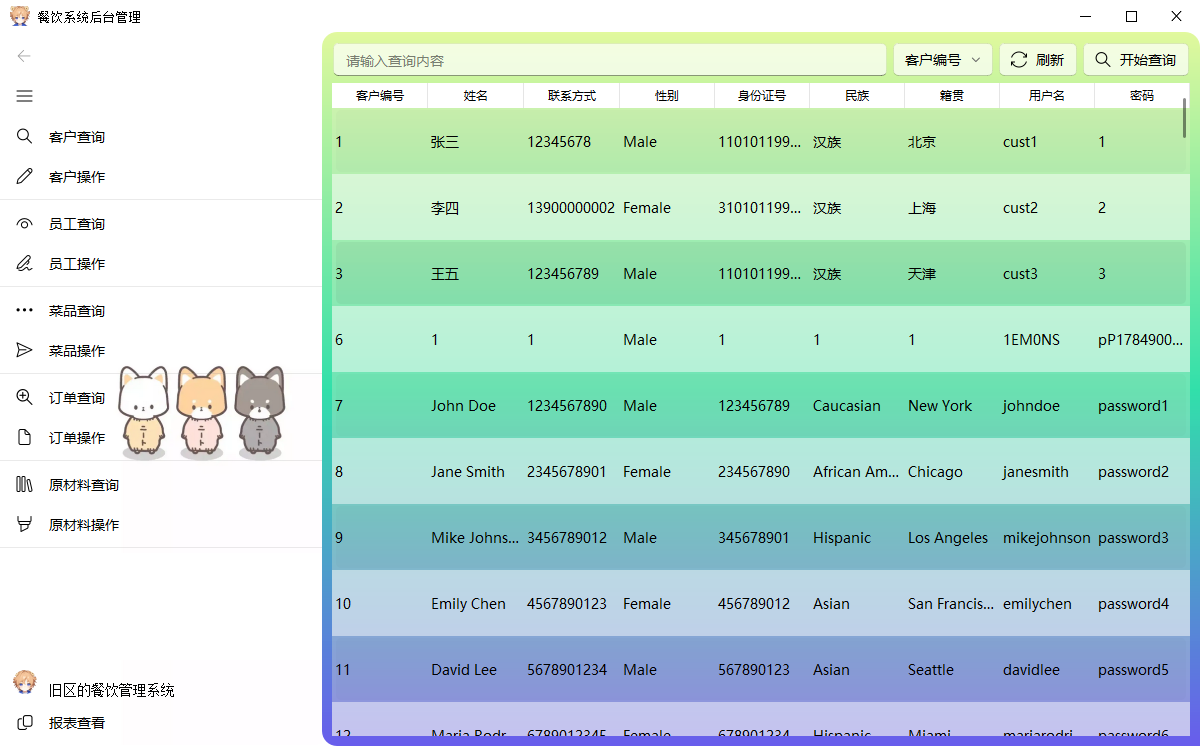 餐饮系统后台管理
客户查询
客户操作
员工查询
员工操作
菜品查询
菜品操作
订单查询
订单操作
原材料查询
原材料操作
旧区的餐饮管理系统
报表查看
请输入查询内容 客户编号 刷新 开始查询
客户编号 姓名 联系方式 性别 身份证号 民族 籍贯 用户名 密码
1 张三 12345678 Male 110101199... 汉族 北京 cust1 1
2 李四 13900000002 Female 310101199... 汉族 上海 cust2 2
3 王五 123456789 Male 110101199... 汉族 天津 cust3 3
6 1 1 Male 1 1 1 1EM0NS pP1784900...
7 John Doe 1234567890 Male 123456789 Caucasian New York johndoe password1
8 Jane Smith 2345678901 Female 234567890 African Am... Chicago janesmith password2
9 Mike Johns... 3456789012 Male 345678901 Hispanic Los Angeles mikejohnson password3
10 Emily Chen 4567890123 Female 456789012 Asian San Francis... emilychen password4
11 David Lee 5678901234 Male 567890123 Asian Seattle davidlee password5
12 Maria Rodr... 6789012345 Female 678901234 Hispanic Miami mariarodri... password6